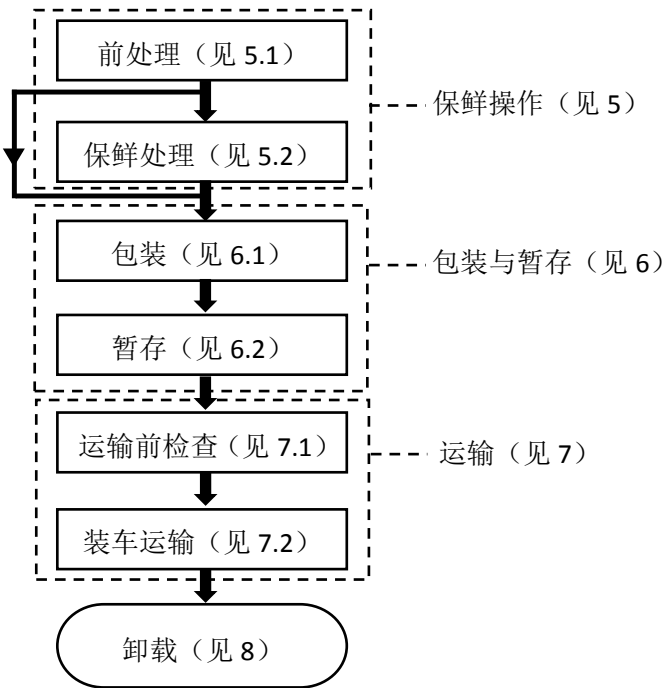 前处理（见 5.1）
保鲜操作（见 5）
保鲜处理（见 5.2）
包装（见 6.1）
包装与暂存（见 6）
暂存（见 6.2）
运输前检查（见 7.1）
运输（见 7）
装车运输（见 7.2）
卸载（见 8）